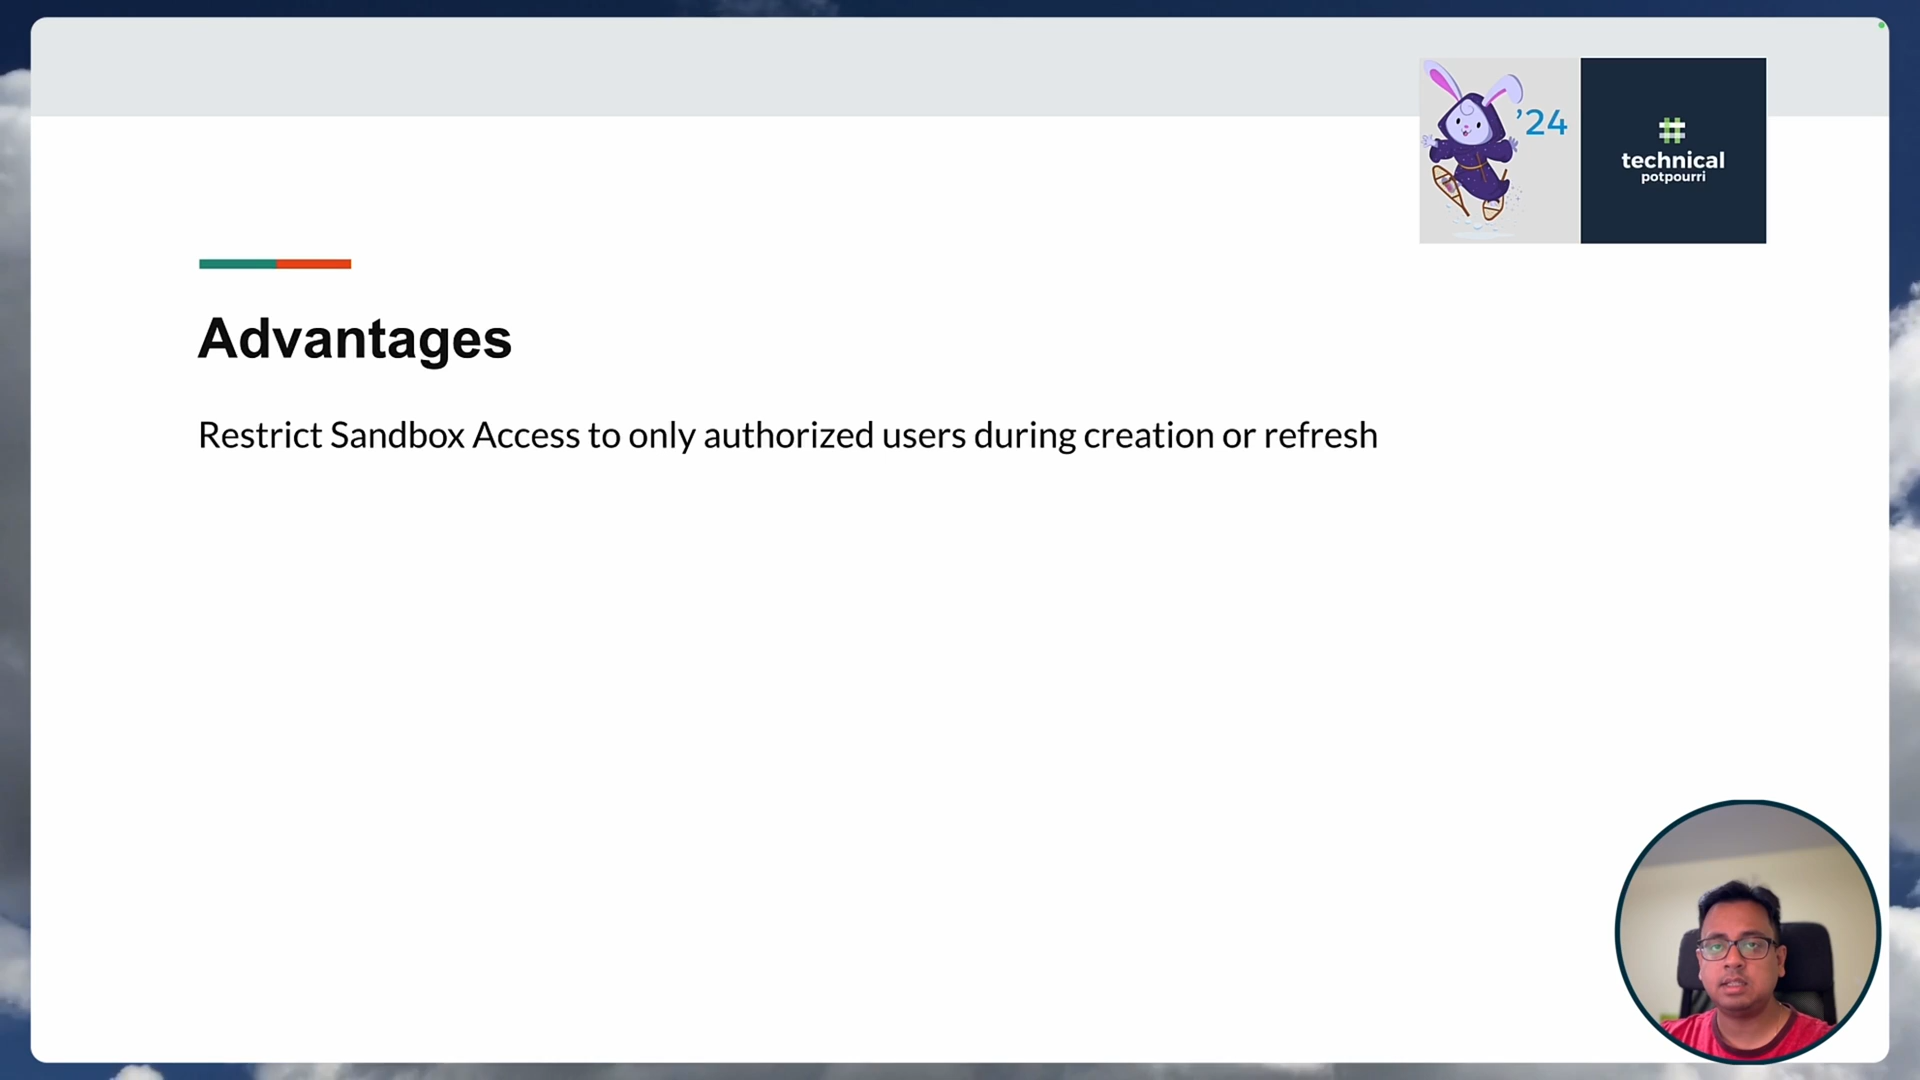 '24
technical
potpourri
Advantages
Restrict Sandbox Access to only authorized users during creation or refresh